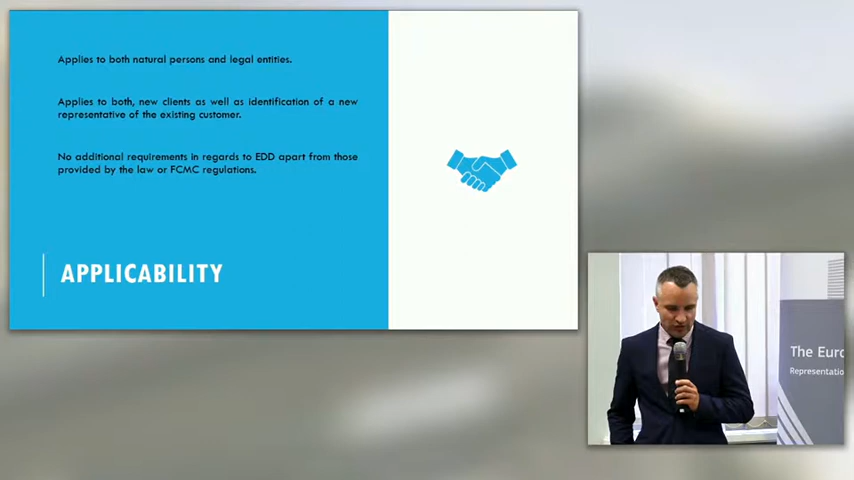 Applies to both natural persons and legal entities.
Applies to both, new clients as well as identification of a new
representative of the existing customer.
No additional requirements in regards to EDD apart from those
provided by the law or FCMC regulations.
APPLICABILITY
The Euro
Representatio